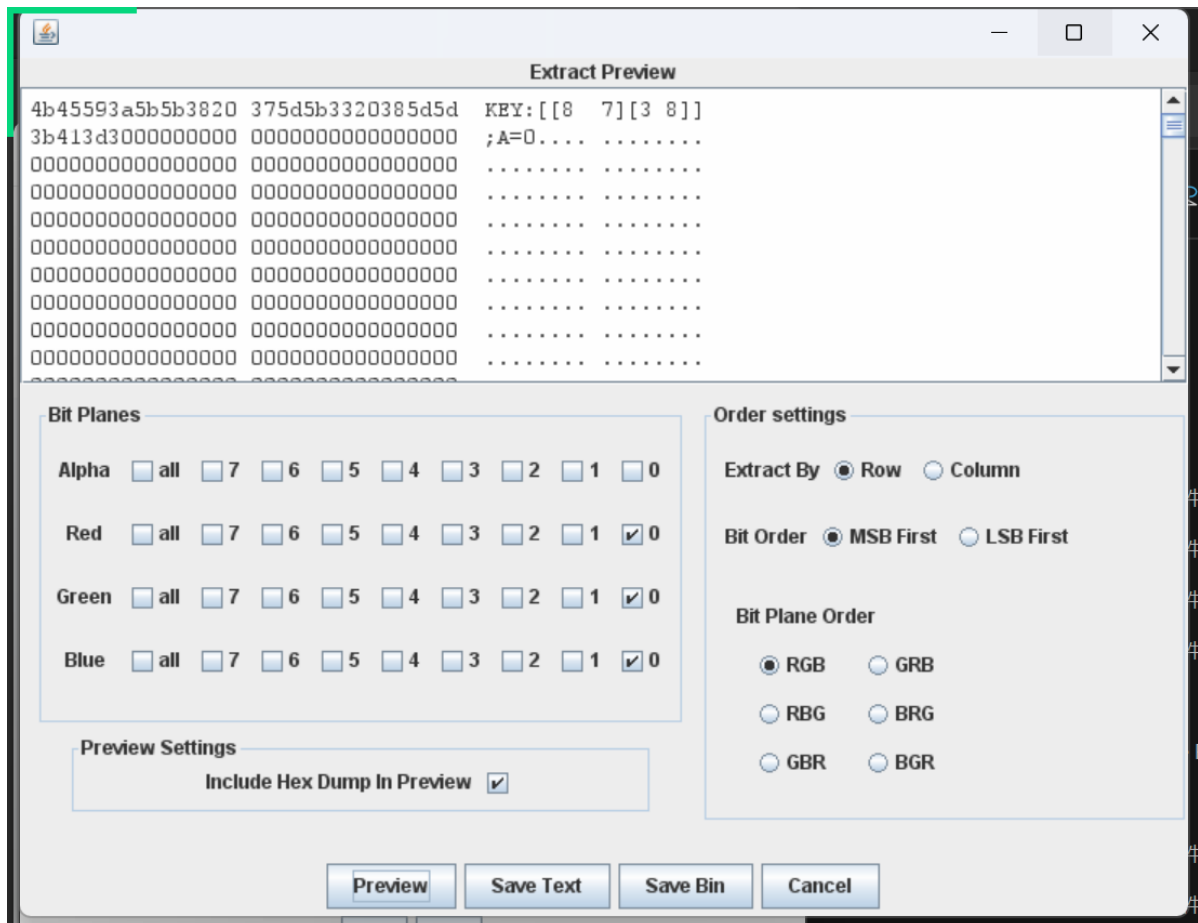 Extract Preview
4b45593a5b5b3820 375d5b3320385d5d  KEY:[[8  7][3 8]]
3b413d3000000000 0000000000000000  ;A=0.... ........
0000000000000000 0000000000000000  ........ ........
0000000000000000 0000000000000000  ........ ........
0000000000000000 0000000000000000  ........ ........
0000000000000000 0000000000000000  ........ ........
0000000000000000 0000000000000000  ........ ........
0000000000000000 0000000000000000  ........ ........
0000000000000000 0000000000000000  ........ ........
0000000000000000 0000000000000000  ........ ........
Bit Planes
Alpha all 7 6 5 4 3 2 1 0
Red all 7 6 5 4 3 2 1 0
Green all 7 6 5 4 3 2 1 0
Blue all 7 6 5 4 3 2 1 0
Order settings
Extract By Row Column
Bit Order MSB First LSB First
Bit Plane Order
RGB GRB
RBG BRG
GBR BGR
Preview Settings
Include Hex Dump In Preview
Preview Save Text Save Bin Cancel